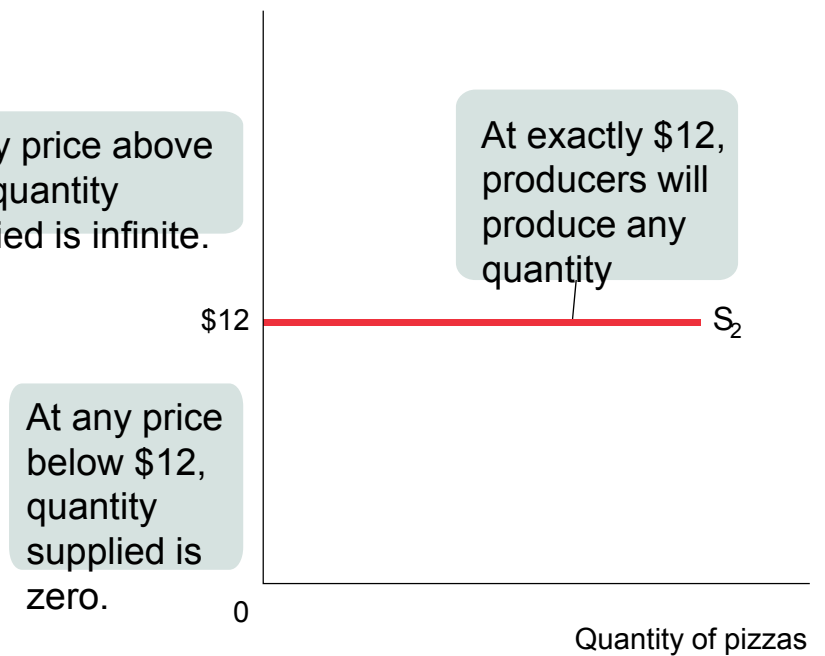 y price above
quantity
ied is infinite.
At exactly $12,
producers will
produce any
quantity
$12
S2
At any price
below $12,
quantity
supplied is
zero.
0
Quantity of pizzas